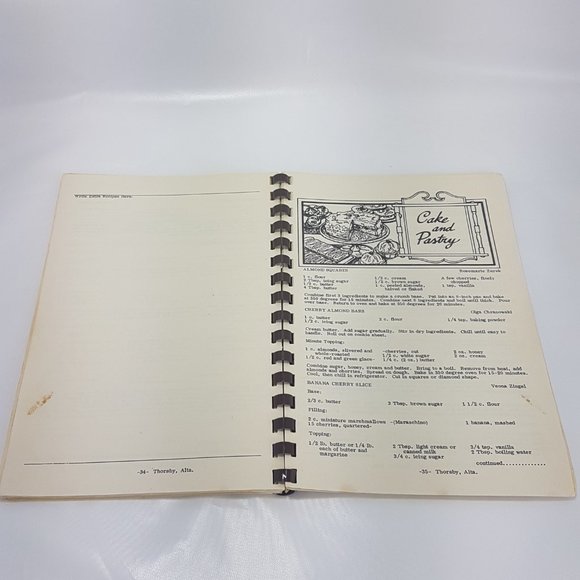 Write Extra Recipes Here:
-34- Thorsby, Alta.
Cake
and
Pastry
ALMOND SQUARES Rosemarie Zurek
1 c. flour 1/2 c. cream A few cherries, finely
1 Tbsp. icing sugar 1/2 c. brown sugar chopped
1/2 c. butter 1 c. peeled almonds, 1 tsp. vanilla
4 Tbsp. butter halved or flaked
Combine first 3 ingredients to make a crumb base. Pat into an 8-inch pan and bake
at 350 degrees for 15 minutes. Combine next 6 ingredients and boil until thick. Pour
over base. Return to oven and bake at 350 degrees for 20 minutes.
CHERRY ALMOND BARS Olga Chranowski
1 c. butter 2 c. flour 1/4 tsp. baking powder
1/2 c. icing sugar
Cream butter. Add sugar gradually. Stir in dry ingredients. Chill until easy to
handle. Roll out on cookie sheet.
Minute Topping:
1 c. almonds, slivered and -cherries, cut 2 oz. honey
whole-roasted 1/2 c. white sugar 2 oz. cream
1/2 c. red and green glace- 1/4 c. (2 oz.) butter
Combine sugar, honey, cream and butter. Bring to a boil. Remove from heat, add
almonds and cherries. Spread on dough. Bake in 350 degree oven for 15-20 minutes.
Cool, then chill in refrigerator. Cut in squares or diamond shape.
BANANA CHERRY SLICE Veona Zingel
Base:
1/2 c. butter 3 Tbsp. brown sugar 1 1/2 c. flour
Filling:
2 c. miniature marshmallows -(Maraschino) 1 banana, mashed
15 cherries, quartered-
Topping:
1/2 lb. butter or 1/4 lb. 2 Tbsp. light cream or 3/4 tsp. vanilla
each of butter and canned milk 2 Tbsp. boiling water
margarine 3/4 c. icing sugar
continued.............
-35- Thorsby, Alta.